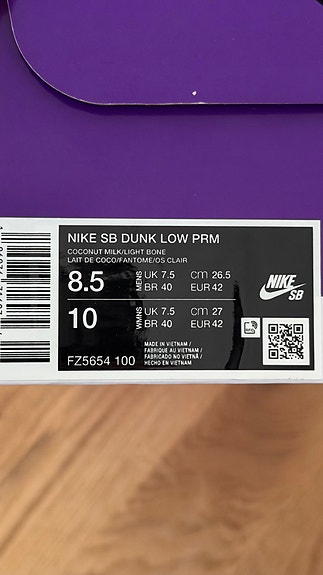 NIKE SB DUNK LOW PRM
COCONUT MILK/LIGHT BONE
LAIT DE COCO/FANTOME/OS CLAIR
8.5 MENS UK 7.5 cm 26.5
BR 40 EUR 42
10 WMNS UK 7.5 cm 27
BR 40 EUR 42
NIKE
SB
MADE IN VIETNAM /
FABRIQUE AU VIETNAM /
FABRICADO NO VIETNÃ /
HECHO EN VIETNAM
FZ5654 100